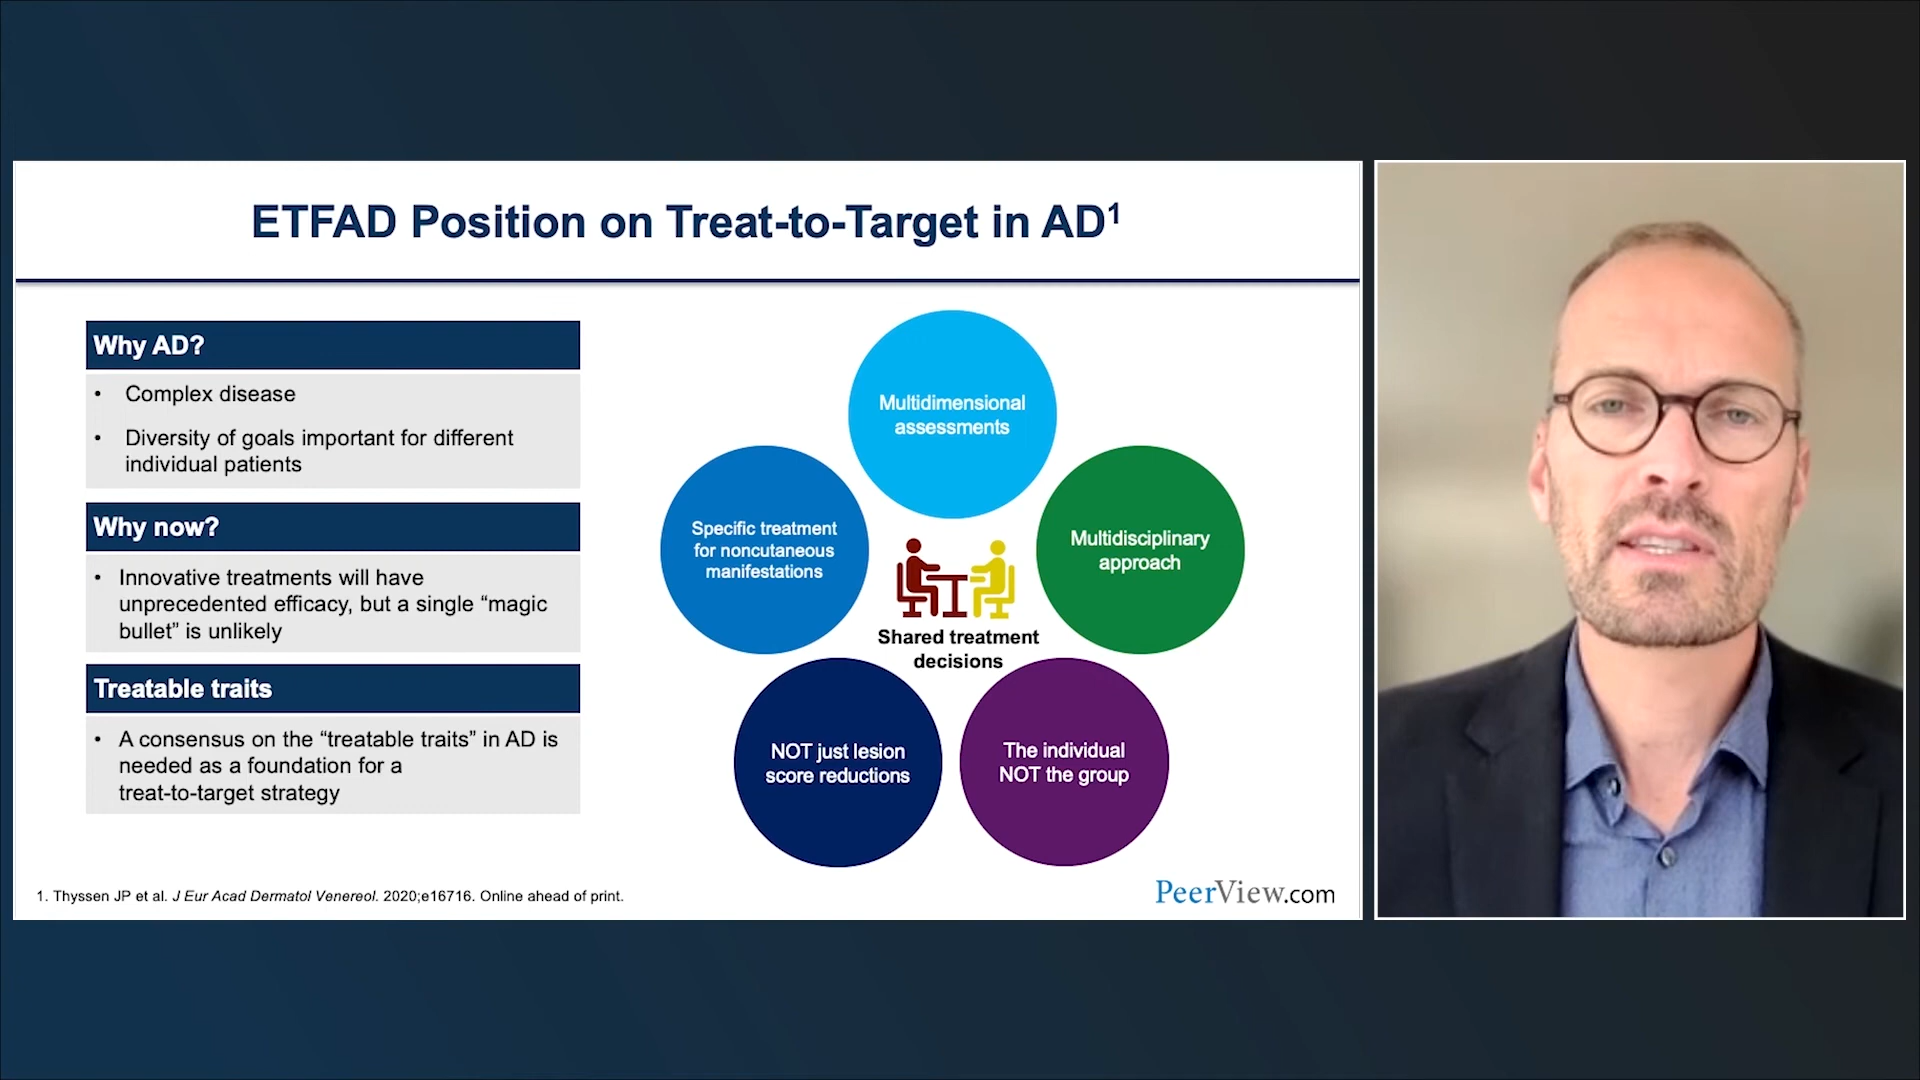 ETFAD Position on Treat-to-Target in AD¹
Why AD?
• Complex disease
• Diversity of goals important for different
individual patients
Why now?
• Innovative treatments will have
unprecedented efficacy, but a single “magic
bullet” is unlikely
Treatable traits
• A consensus on the “treatable traits” in AD is
needed as a foundation for a
treat-to-target strategy
Multidimensional
assessments
Specific treatment
for noncutaneous
manifestations
Multidisciplinary
approach
Shared treatment
decisions
NOT just lesion
score reductions
The individual
NOT the group
1. Thyssen JP et al. J Eur Acad Dermatol Venereol. 2020;e16716. Online ahead of print.
PeerView.com